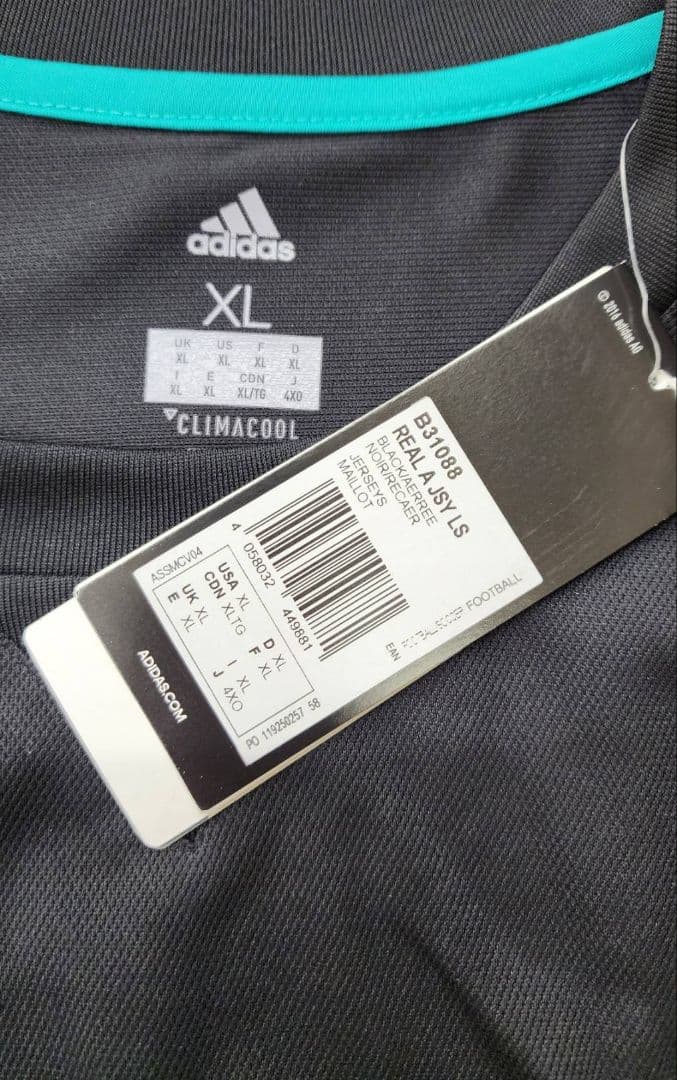 adidas
XL
UK US F D
XL XL XL XL
I E CDN J
XL XL XL/TG 4XO
CLIMACOOL
© 2016 adidas AG
B31088
REAL A JSY LS
BLACK/AERREE
NOIR/RECAER
JERSEYS
MAILLOT
4 058032 449881
EAN
FOOTBALL/SOCCER FOOTBALL
ASSMGV04
USA XL D XL
CDN XLTG F XL
UK XL I XL
E XL J 4XO
PO 119250257 58
ADIDAS.COM